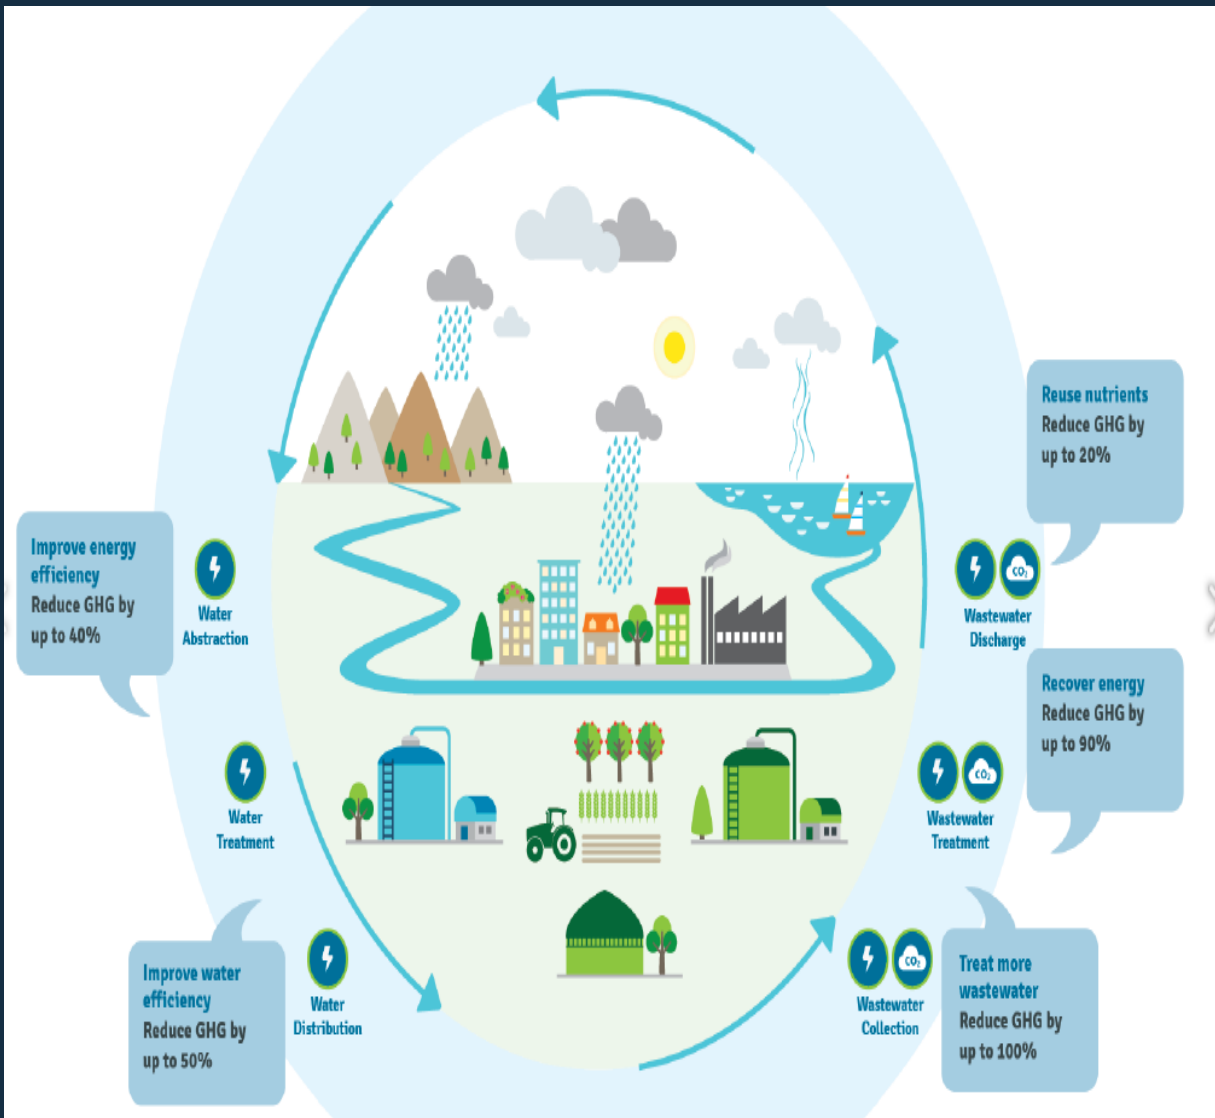 Reuse nutrients
Reduce GHG by
up to 20%
Improve energy
efficiency
Reduce GHG by
up to 40%
Water
Abstraction
CO₂
Wastewater
Discharge
Recover energy
Reduce GHG by
up to 90%
Water
Treatment
CO₂
Wastewater
Treatment
Improve water
efficiency
Reduce GHG by
up to 50%
Water
Distribution
CO₂
Wastewater
Collection
Treat more
wastewater
Reduce GHG by
up to 100%